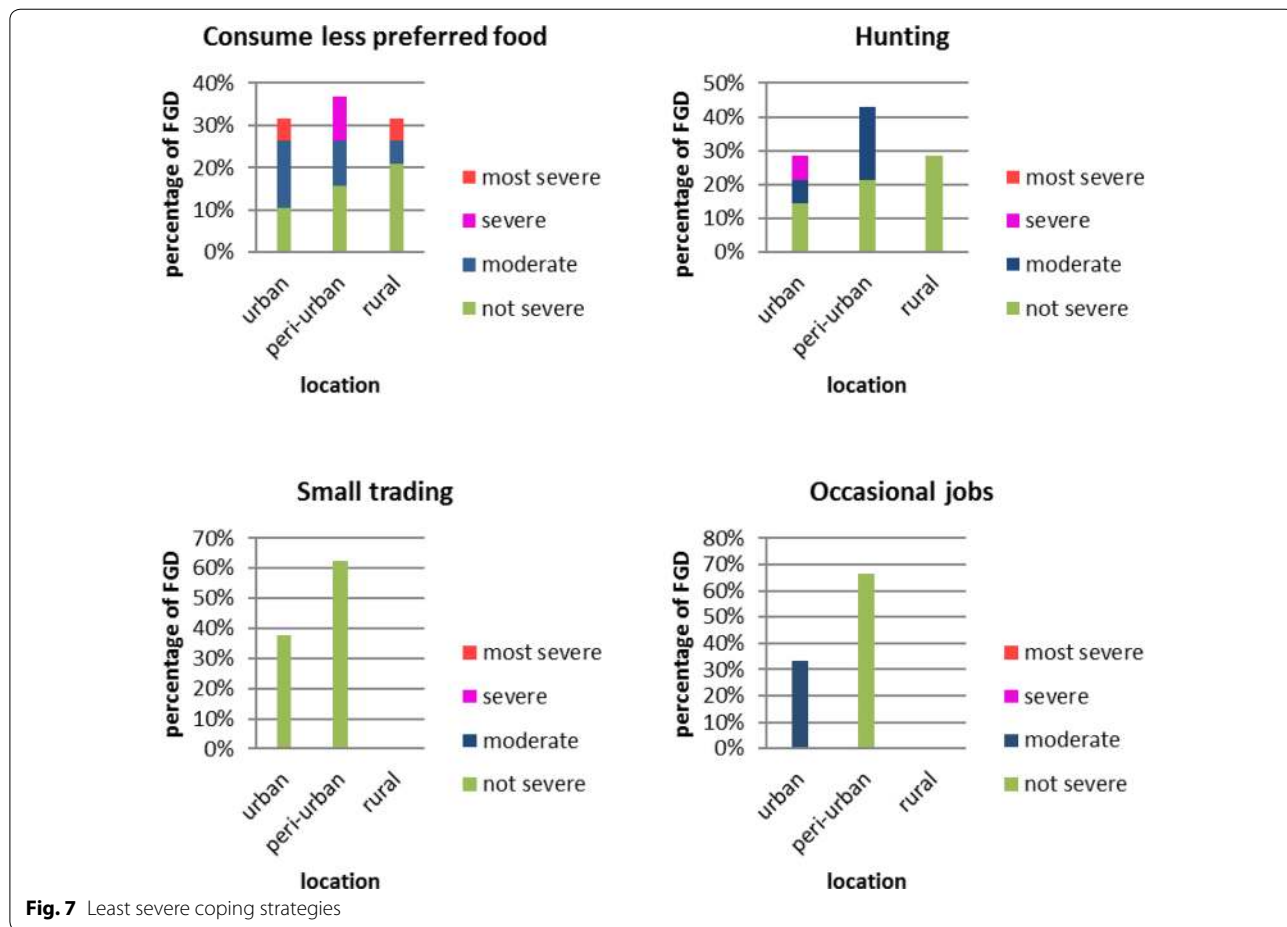 Consume less preferred food
percentage of FGD
40%
30%
20%
10%
0%
urban
peri-urban
rural
location
most severe
severe
moderate
not severe
Hunting
percentage of FGD
50%
40%
30%
20%
10%
0%
urban
peri-urban
rural
location
most severe
severe
moderate
not severe
Small trading
percentage of FGD
70%
60%
50%
40%
30%
20%
10%
0%
urban
peri-urban
rural
location
most severe
severe
moderate
not severe
Occasional jobs
percentage of FGD
80%
70%
60%
50%
40%
30%
20%
10%
0%
urban
peri-urban
rural
location
most severe
severe
moderate
not severe
Fig. 7 Least severe coping strategies